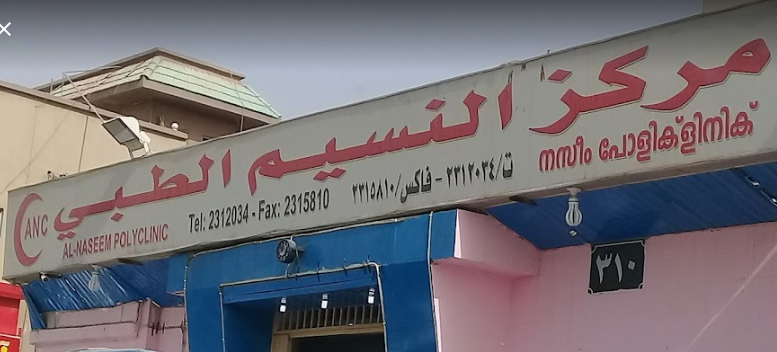 مركز النسيم الطبي
ت/٢٣١٢٠٣٤ - فاكس/٢٣١٥٨١٠
നസീം പോളിക്ളിനിക്
ANC
AL-NASEEM POLYCLINIC
Tel: 2312034 - Fax: 2315810
٣١٠